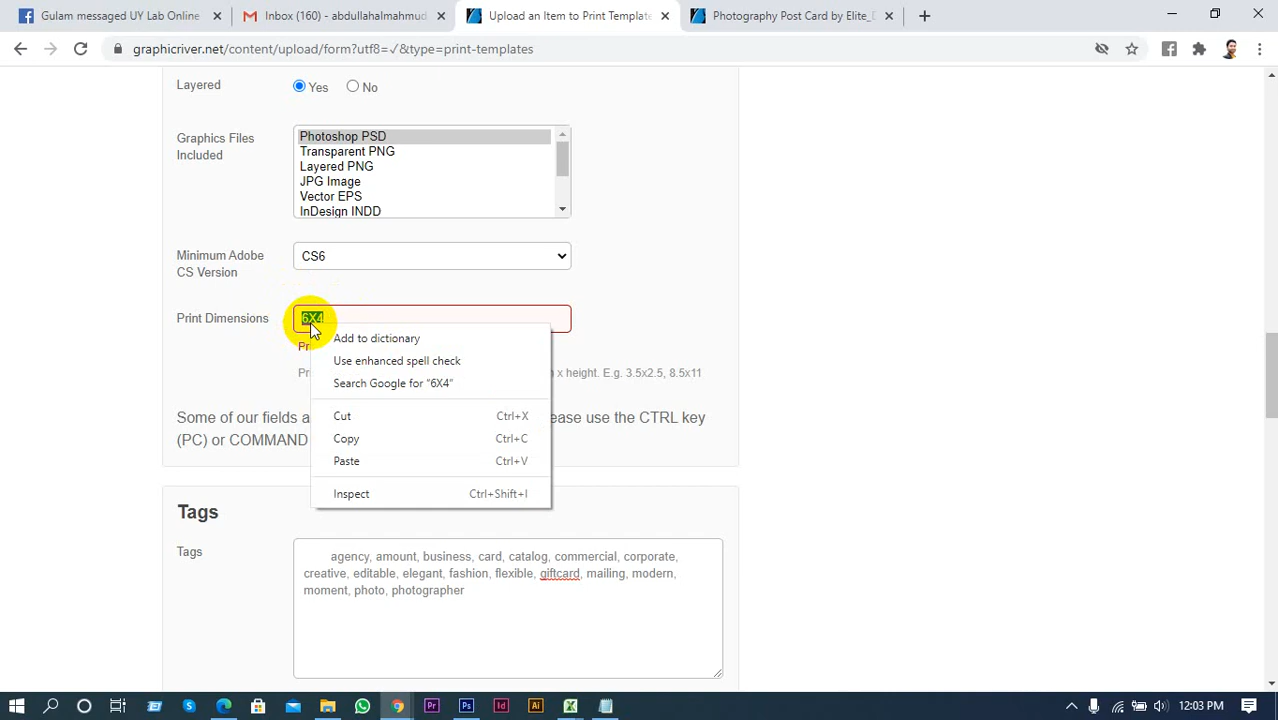 Gulam messaged UY Lab Online
Inbox (160) - abdullahalmahmud
Upload an Item to Print Template
Photography Post Card by Elite_
graphicriver.net/content/upload/form?utf8=✓&type=print-templates
Layered
Yes
No
Graphics Files
Included
Photoshop PSD
Transparent PNG
Layered PNG
JPG Image
Vector EPS
InDesign INDD
Minimum Adobe
CS Version
CS6
Print Dimensions
6X4
Add to dictionary
Use enhanced spell check
x height. E.g. 3.5x2.5, 8.5x11
Search Google for "6X4"
Some of our fields
ease use the CTRL key
Cut Ctrl+X
(PC) or COMMAND
Copy Ctrl+C
Paste Ctrl+V
Inspect Ctrl+Shift+I
Tags
Tags
agency, amount, business, card, catalog, commercial, corporate,
creative, editable, elegant, fashion, flexible, giftcard, mailing, modern,
moment, photo, photographer
12:03 PM